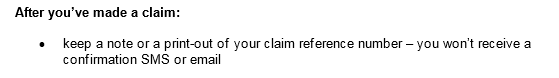 After you've made a claim:
• keep a note or a print-out of your claim reference number – you won't receive a
confirmation SMS or email